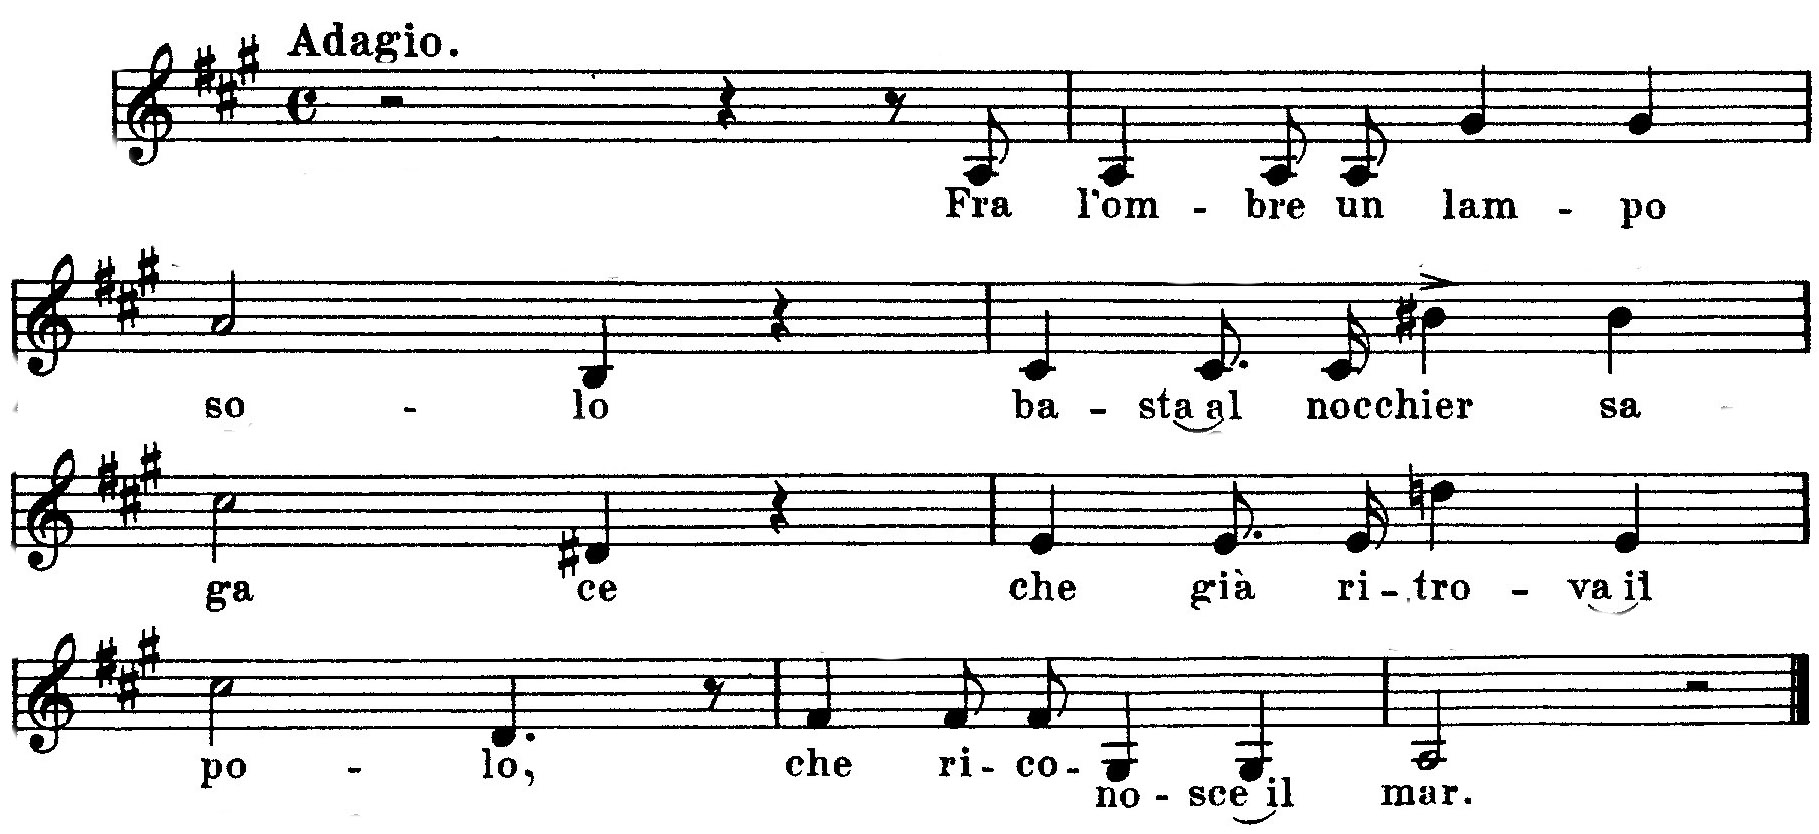 Adagio.
Fra l'om - bre un lam - po
so - lo ba - sta al nocchier sa -
ga ce che già ri - tro - va il
po - lo, che ri - co -
no - sce il mar.